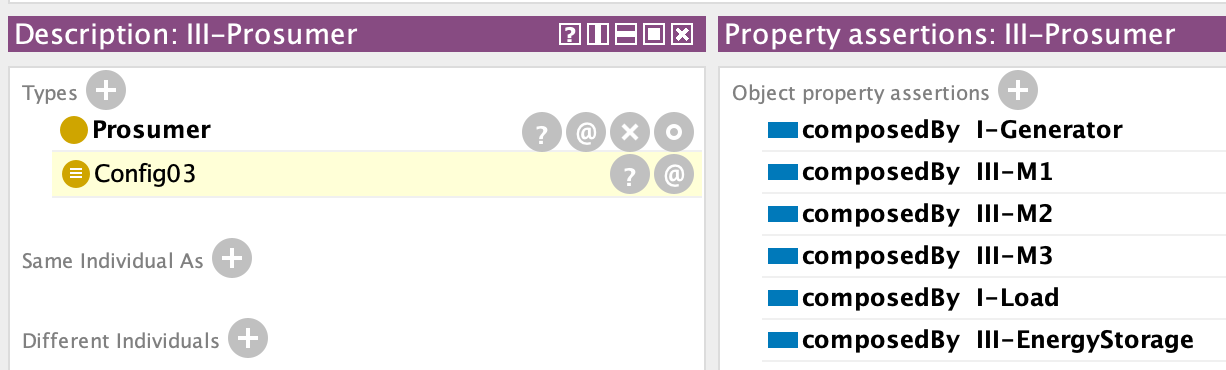 Description: III-Prosumer
Types
Prosumer
? @
Config03
? @
Same Individual As
Different Individuals
Property assertions: III-Prosumer
Object property assertions
composedBy I-Generator
composedBy III-M1
composedBy III-M2
composedBy III-M3
composedBy I-Load
composedBy III-EnergyStorage